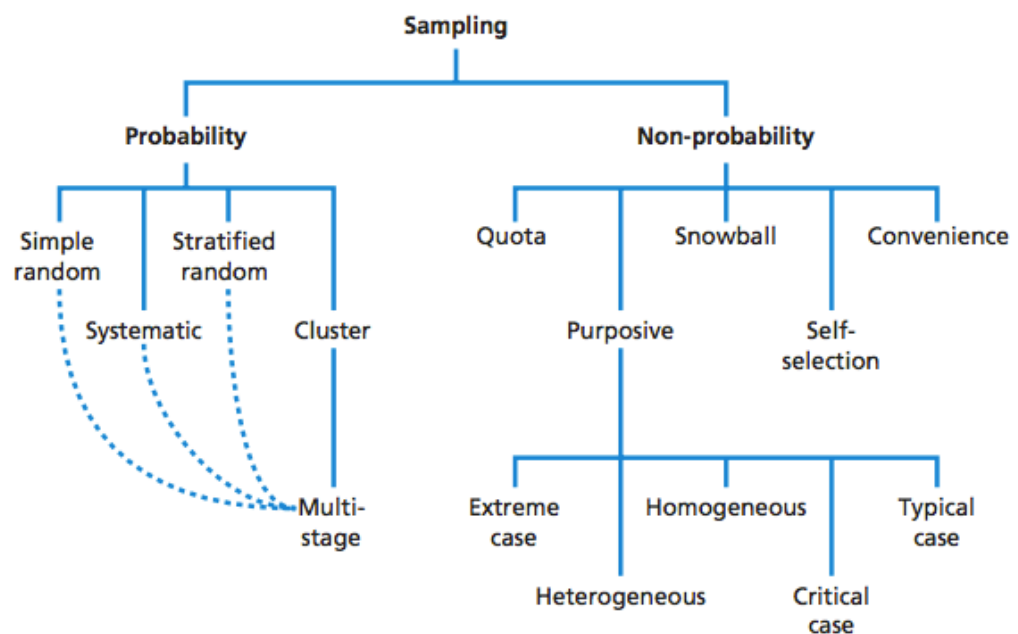 Sampling
Probability
Non-probability
Simple
random
Stratified
random
Quota
Snowball
Convenience
Systematic
Cluster
Purposive
Self-
selection
Multi-
stage
Extreme
case
Homogeneous
Typical
case
Heterogeneous
Critical
case